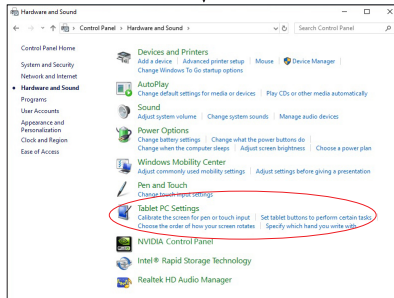 Hardware and Sound
Control Panel > Hardware and Sound >
Search Control Panel
Control Panel Home
System and Security
Network and Internet
Hardware and Sound
Programs
User Accounts
Appearance and
Personalization
Clock and Region
Ease of Access
Devices and Printers
Add a device | Advanced printer setup | Mouse | Device Manager |
Change Windows To Go startup options
AutoPlay
Change default settings for media or devices | Play CDs or other media automatically
Sound
Adjust system volume | Change system sounds | Manage audio devices
Power Options
Change battery settings | Change what the power buttons do |
Change when the computer sleeps | Adjust screen brightness | Choose a power plan
Windows Mobility Center
Adjust commonly used mobility settings | Adjust settings before giving a presentation
Pen and Touch
Change touch input settings
Tablet PC Settings
Calibrate the screen for pen or touch input | Set tablet buttons to perform certain tasks
Choose the order of how your screen rotates | Specify which hand you write with
NVIDIA Control Panel
Intel® Rapid Storage Technology
Realtek HD Audio Manager